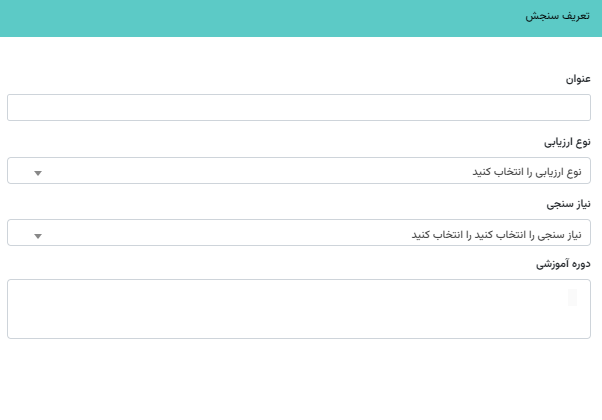 تعریف سنجش
عنوان
نوع ارزیابی
نوع ارزیابی را انتخاب کنید
نیاز سنجی
نیاز سنجی را انتخاب کنید را انتخاب کنید
دوره آموزشی